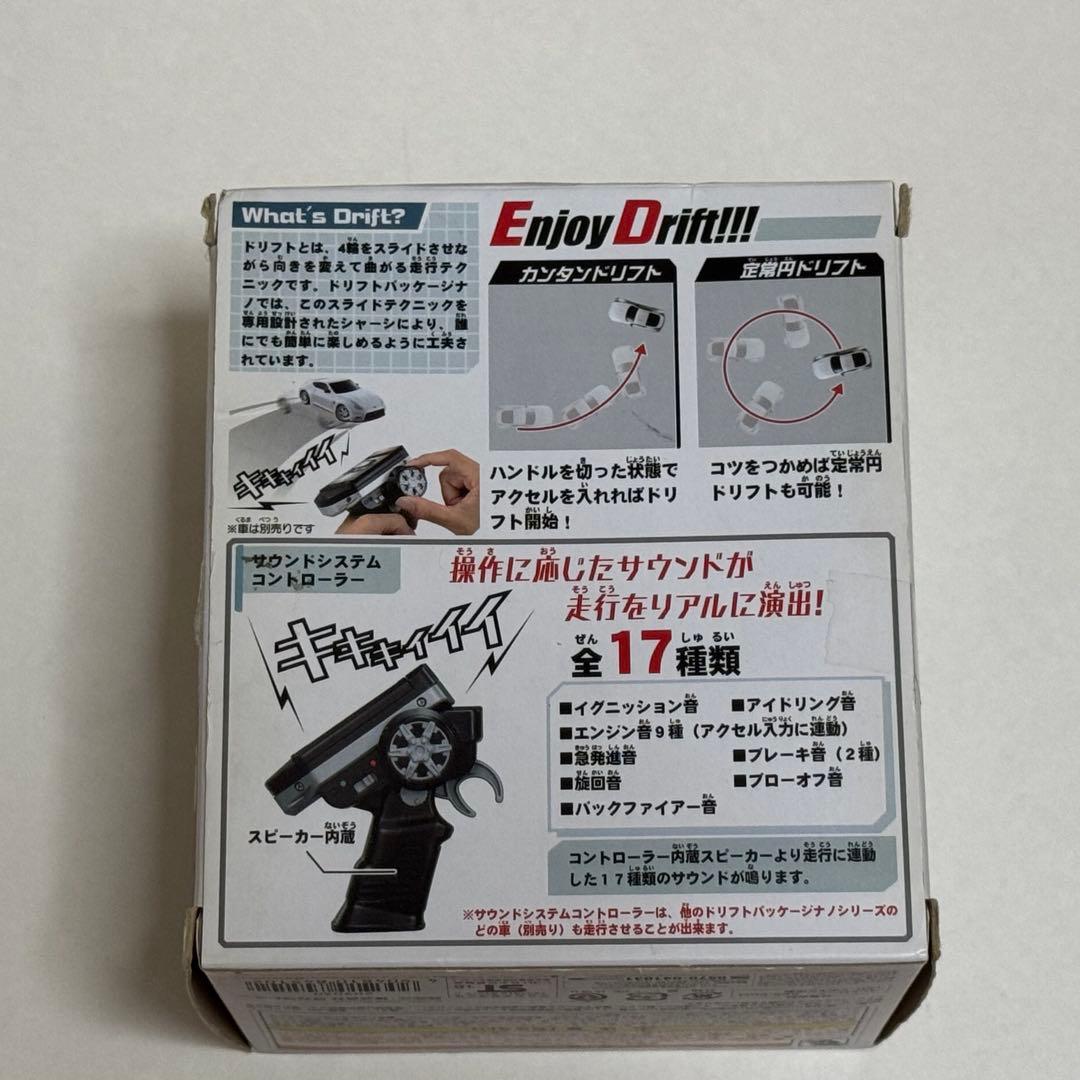 What's Drift?
ドリフトとは、4輪をスライドさせな
がら向きを変えて曲がる走行テク
ニックです。ドリフトパッケージナ
ノでは、このスライドテクニックを
専用設計されたシャーシにより、誰
にでも簡単に楽しめるように工夫さ
れています。
キキキィイイ
※車は別売りです
Enjoy Drift!!!
カンタンドリフト
ハンドルを切った状態で
アクセルを入れればドリ
フト開始！
定常円ドリフト
コツをつかめば定常円
ドリフトも可能！
サウンドシステム
コントローラー
操作に応じたサウンドが
走行をリアルに演出!
全17種類
キキキィイイ
スピーカー内蔵
■イグニッション音 ■アイドリング音
■エンジン音9種（アクセル入力に連動）
■急発進音 ■ブレーキ音（2種）
■旋回音 ■ブローオフ音
■バックファイアー音
コントローラー内蔵スピーカーより走行に連動
した17種類のサウンドが鳴ります。
※サウンドシステムコントローラーは、他のドリフトパッケージナノシリーズの
どの車（別売り）も走行させることが出来ます。
ST